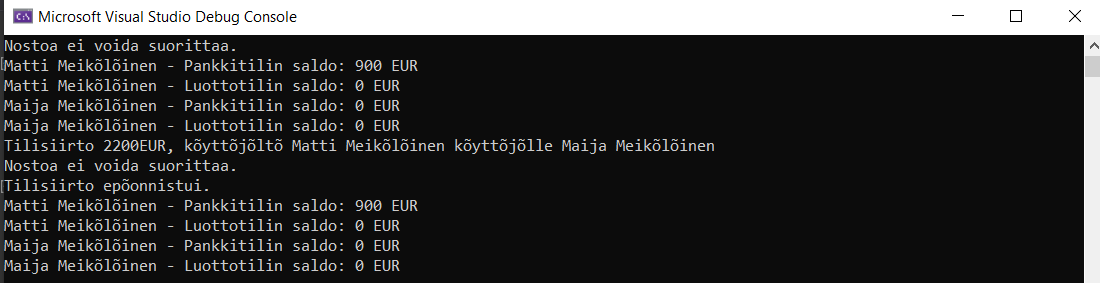 Microsoft Visual Studio Debug Console
Nostoa ei voida suorittaa.
Matti Meikõlõinen - Pankkitilin saldo: 900 EUR
Matti Meikõlõinen - Luottotilin saldo: 0 EUR
Maija Meikõlõinen - Pankkitilin saldo: 0 EUR
Maija Meikõlõinen - Luottotilin saldo: 0 EUR
Tilisiirto 2200EUR, kõyttõjõltõ Matti Meikõlõinen kõyttõjõlle Maija Meikõlõinen
Nostoa ei voida suorittaa.
Tilisiirto epõonnistui.
Matti Meikõlõinen - Pankkitilin saldo: 900 EUR
Matti Meikõlõinen - Luottotilin saldo: 0 EUR
Maija Meikõlõinen - Pankkitilin saldo: 0 EUR
Maija Meikõlõinen - Luottotilin saldo: 0 EUR